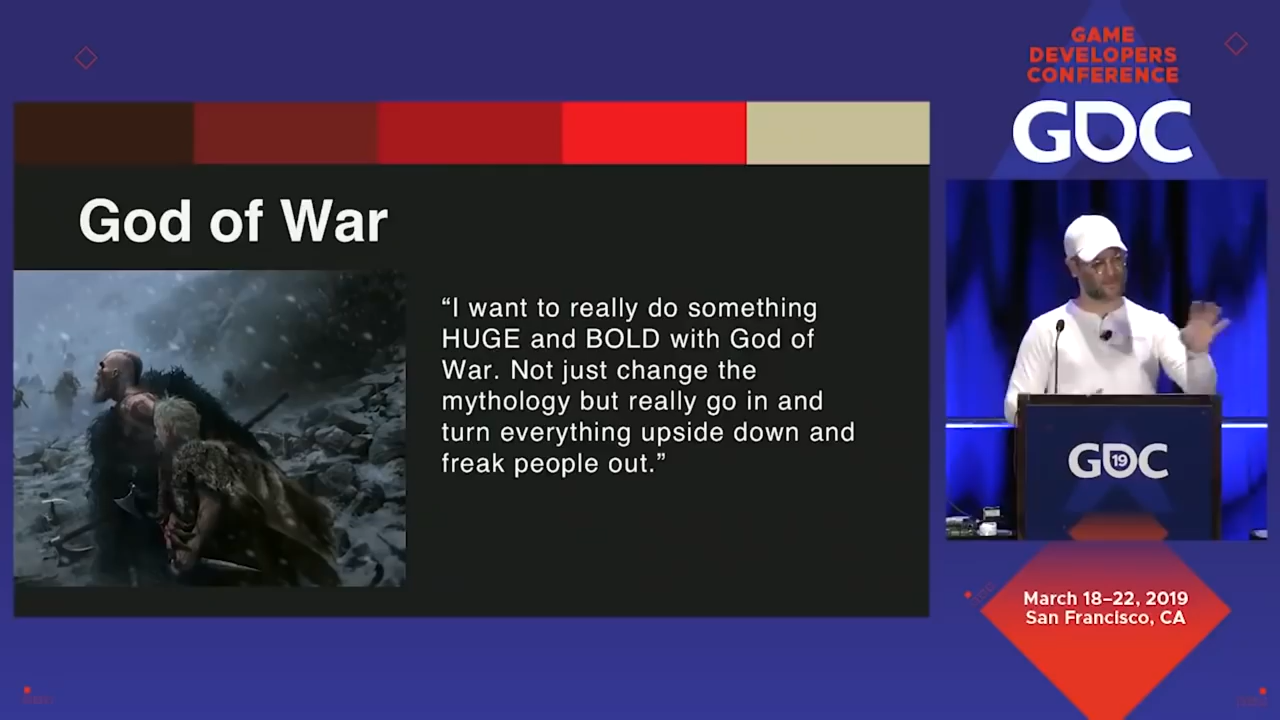 God of War
“I want to really do something
HUGE and BOLD with God of
War. Not just change the
mythology but really go in and
turn everything upside down and
freak people out.”
GAME
DEVELOPERS
CONFERENCE
GDC
GDC 19
March 18–22, 2019
San Francisco, CA